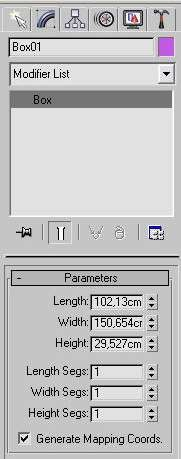 Box01
Modifier List
Box
- Parameters
Length: 102,13cm
Width: 150,654cr
Height: 29,527cm
Length Segs: 1
Width Segs: 1
Height Segs: 1
Generate Mapping Coords.